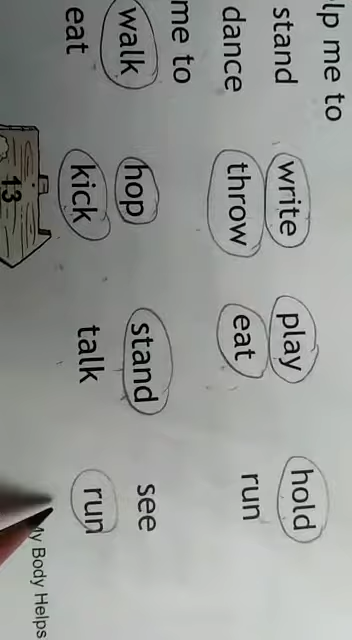 lp me to
stand write play hold
dance throw eat run
me to
walk hop stand see
eat kick talk run
13
My Body Helps